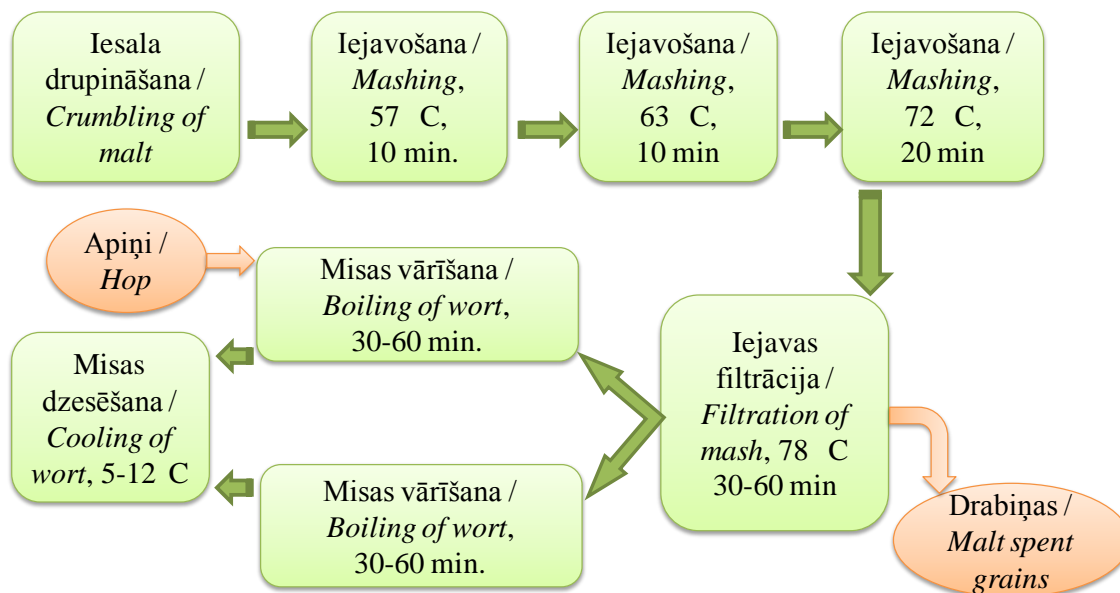 Iesala
drupināšana /
Crumbling of
malt
Iejavošana /
Mashing,
57 C,
10 min.
Iejavošana /
Mashing,
63 C,
10 min
Iejavošana /
Mashing,
72 C,
20 min
Apiņi /
Hop
Misas vārīšana /
Boiling of wort,
30-60 min.
Iejavas
filtrācija /
Filtration of
mash, 78 C
30-60 min
Misas
dzesēšana /
Cooling of
wort, 5-12 C
Misas vārīšana /
Boiling of wort,
30-60 min.
Drabiņas /
Malt spent
grains